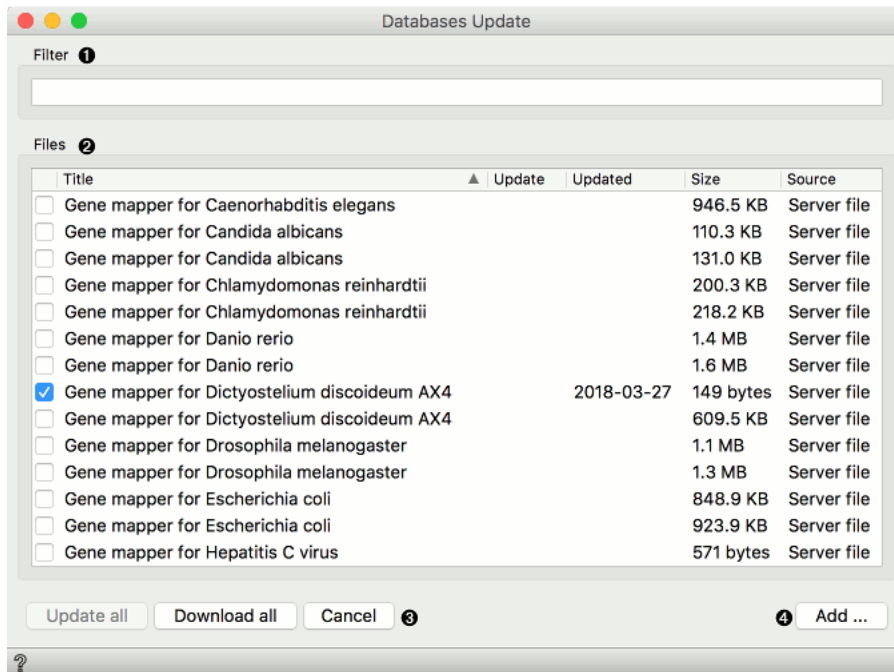 Databases Update
Filter ❶
Files ❷
Title ▲ Update Updated Size Source
Gene mapper for Caenorhabditis elegans 946.5 KB Server file
Gene mapper for Candida albicans 110.3 KB Server file
Gene mapper for Candida albicans 131.0 KB Server file
Gene mapper for Chlamydomonas reinhardtii 200.3 KB Server file
Gene mapper for Chlamydomonas reinhardtii 218.2 KB Server file
Gene mapper for Danio rerio 1.4 MB Server file
Gene mapper for Danio rerio 1.6 MB Server file
Gene mapper for Dictyostelium discoideum AX4 2018-03-27 149 bytes Server file
Gene mapper for Dictyostelium discoideum AX4 609.5 KB Server file
Gene mapper for Drosophila melanogaster 1.1 MB Server file
Gene mapper for Drosophila melanogaster 1.3 MB Server file
Gene mapper for Escherichia coli 848.9 KB Server file
Gene mapper for Escherichia coli 923.9 KB Server file
Gene mapper for Hepatitis C virus 571 bytes Server file
Update all Download all Cancel ❸ ❹ Add ...
?